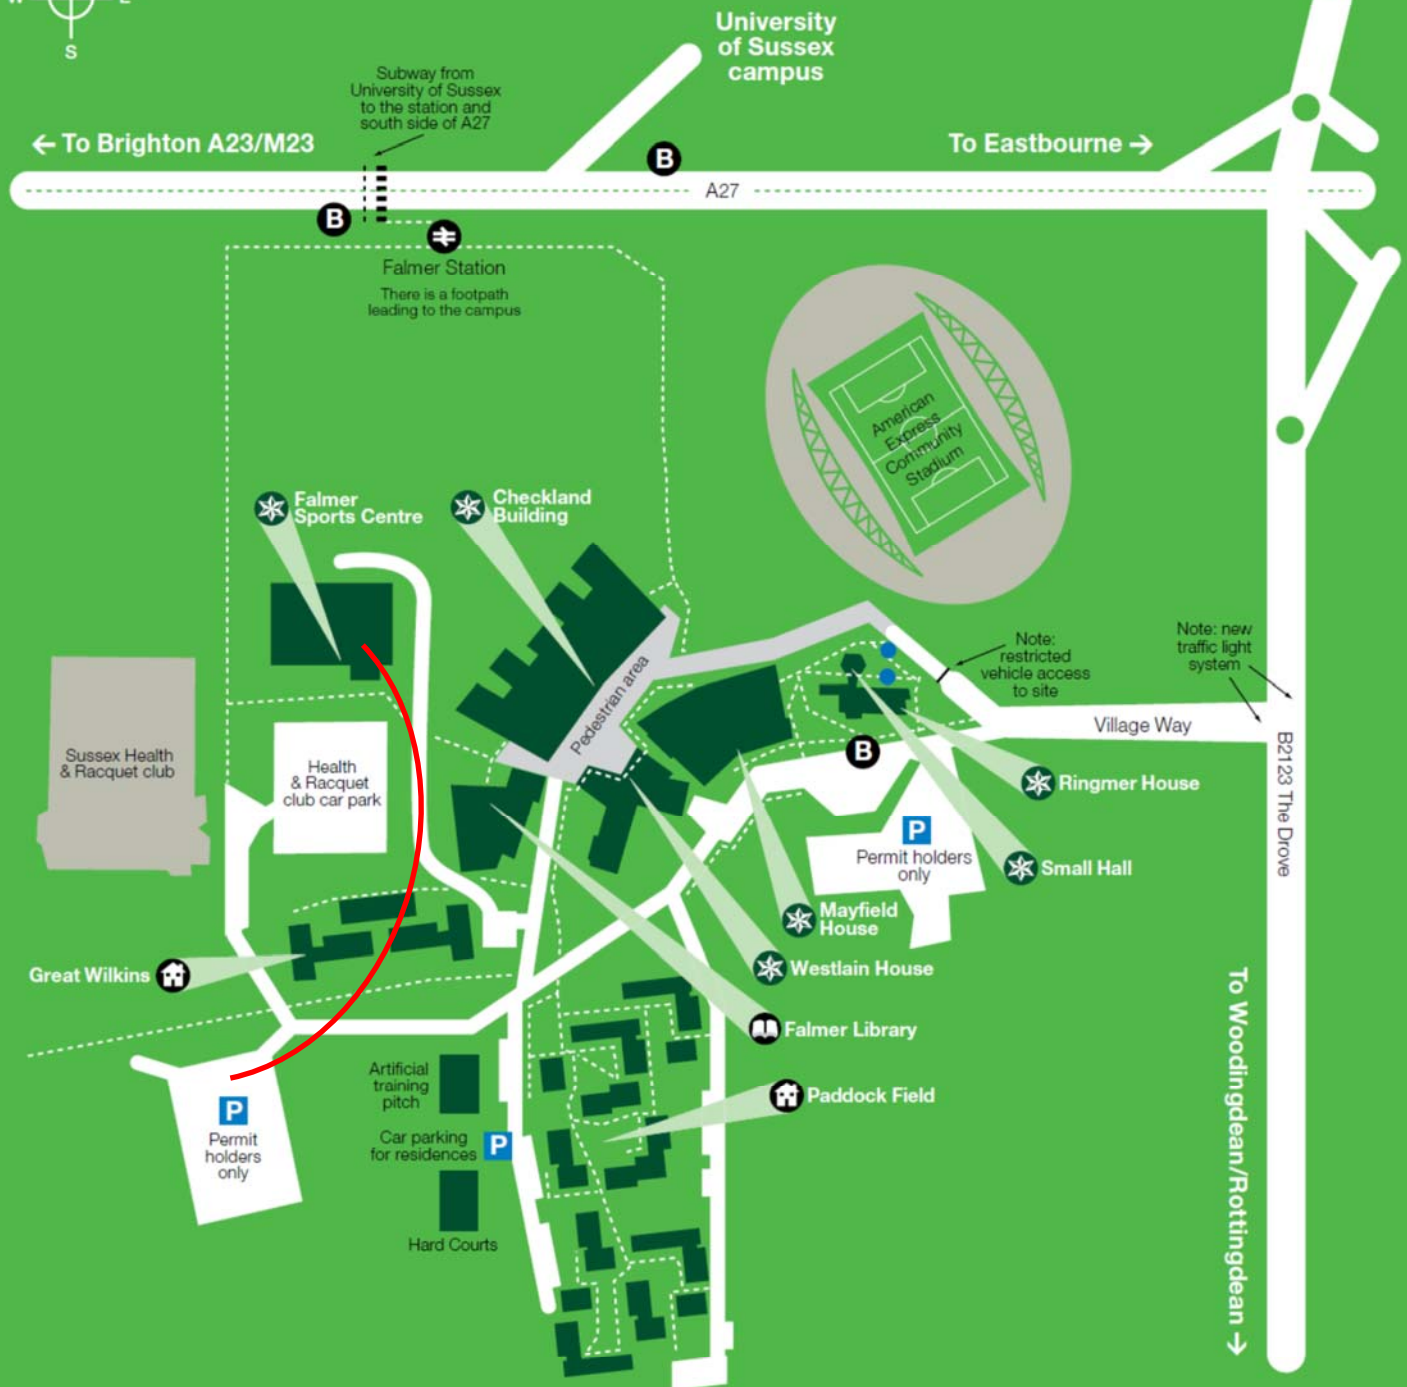 S
University
of Sussex
campus
Subway from
University of Sussex
to the station and
south side of A27
← To Brighton A23/M23
To Eastbourne →
B
A27
B
Falmer Station
There is a footpath
leading to the campus
American
Express
Community
Stadium
Falmer
Sports Centre
Checkland
Building
Pedestrian area
Note:
restricted
vehicle access
to site
Note: new
traffic light
system
Village Way
B2123 The Drove
Sussex Health
& Racquet club
Health
& Racquet
club car park
B
Ringmer House
P
Permit holders
only
Small Hall
Mayfield
House
Westlain House
Great Wilkins
Falmer Library
Paddock Field
Artificial
training
pitch
P
Permit
holders
only
Car parking
for residences
P
Hard Courts
To Woodingdean/Rottingdean →